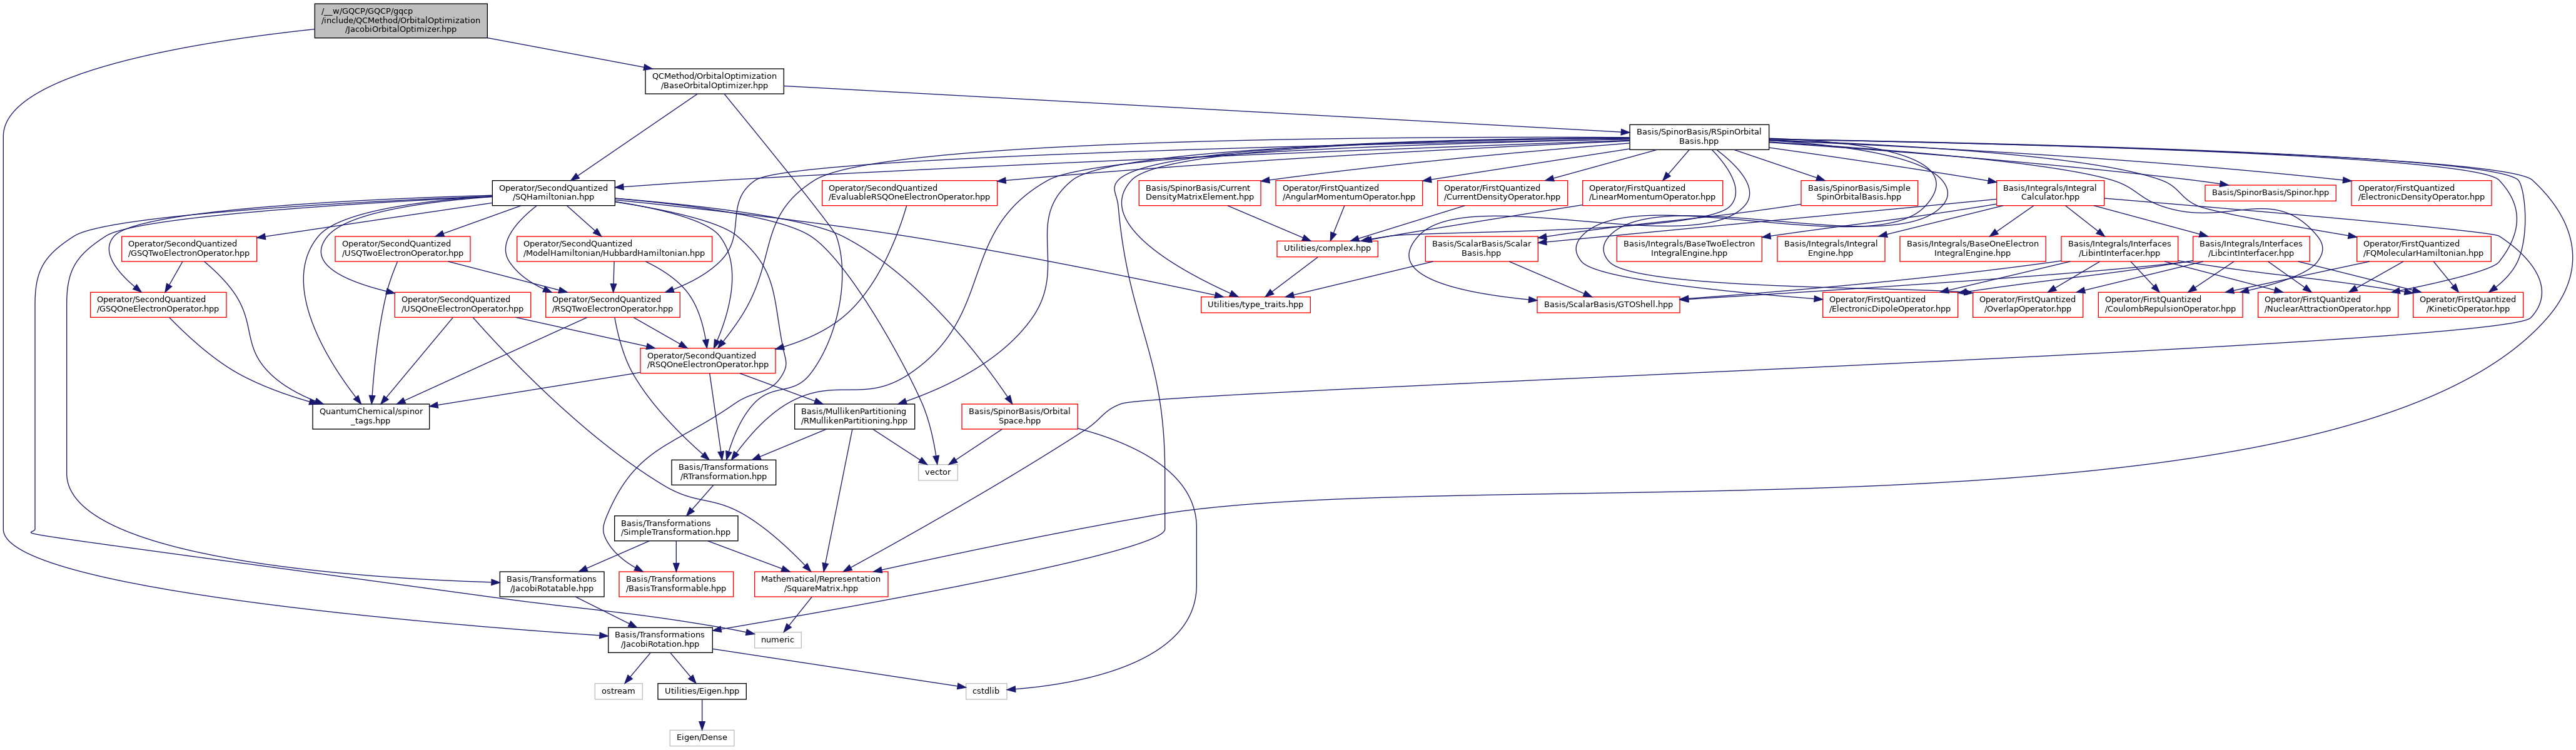 /__w/GQCP/GQCP/gqcp
/include/QCMethod/OrbitalOptimization
/JacobiOrbitalOptimizer.hpp
QCMethod/OrbitalOptimization
/BaseOrbitalOptimizer.hpp
Basis/SpinorBasis/RSpinOrbital
Basis.hpp
Operator/SecondQuantized
/SQHamiltonian.hpp
Operator/SecondQuantized
/EvaluableRSQOneElectronOperator.hpp
Basis/SpinorBasis/Current
DensityMatrixElement.hpp
Operator/FirstQuantized
/AngularMomentumOperator.hpp
Operator/FirstQuantized
/CurrentDensityOperator.hpp
Operator/FirstQuantized
/LinearMomentumOperator.hpp
Basis/SpinorBasis/Simple
SpinOrbitalBasis.hpp
Basis/Integrals/Integral
Calculator.hpp
Basis/SpinorBasis/Spinor.hpp
Operator/FirstQuantized
/ElectronicDensityOperator.hpp
Operator/SecondQuantized
/GSQTwoElectronOperator.hpp
Operator/SecondQuantized
/USQTwoElectronOperator.hpp
Operator/SecondQuantized
/ModelHamiltonian/HubbardHamiltonian.hpp
Utilities/complex.hpp
Basis/ScalarBasis/Scalar
Basis.hpp
Basis/Integrals/BaseTwoElectron
IntegralEngine.hpp
Basis/Integrals/Integral
Engine.hpp
Basis/Integrals/BaseOneElectron
IntegralEngine.hpp
Basis/Integrals/Interfaces
/LibintInterfacer.hpp
Basis/Integrals/Interfaces
/LibcintInterfacer.hpp
Operator/FirstQuantized
/FQMolecularHamiltonian.hpp
Operator/SecondQuantized
/GSQOneElectronOperator.hpp
Operator/SecondQuantized
/USQOneElectronOperator.hpp
Operator/SecondQuantized
/RSQTwoElectronOperator.hpp
Utilities/type_traits.hpp
Basis/ScalarBasis/GTOShell.hpp
Operator/FirstQuantized
/ElectronicDipoleOperator.hpp
Operator/FirstQuantized
/OverlapOperator.hpp
Operator/FirstQuantized
/CoulombRepulsionOperator.hpp
Operator/FirstQuantized
/NuclearAttractionOperator.hpp
Operator/FirstQuantized
/KineticOperator.hpp
Operator/SecondQuantized
/RSQOneElectronOperator.hpp
QuantumChemical/spinor
_tags.hpp
Basis/MullikenPartitioning
/RMullikenPartitioning.hpp
Basis/SpinorBasis/Orbital
Space.hpp
Basis/Transformations
/RTransformation.hpp
vector
Basis/Transformations
/SimpleTransformation.hpp
Basis/Transformations
/JacobiRotatable.hpp
Basis/Transformations
/BasisTransformable.hpp
Mathematical/Representation
/SquareMatrix.hpp
Basis/Transformations
/JacobiRotation.hpp
numeric
ostream
Utilities/Eigen.hpp
cstdlib
Eigen/Dense